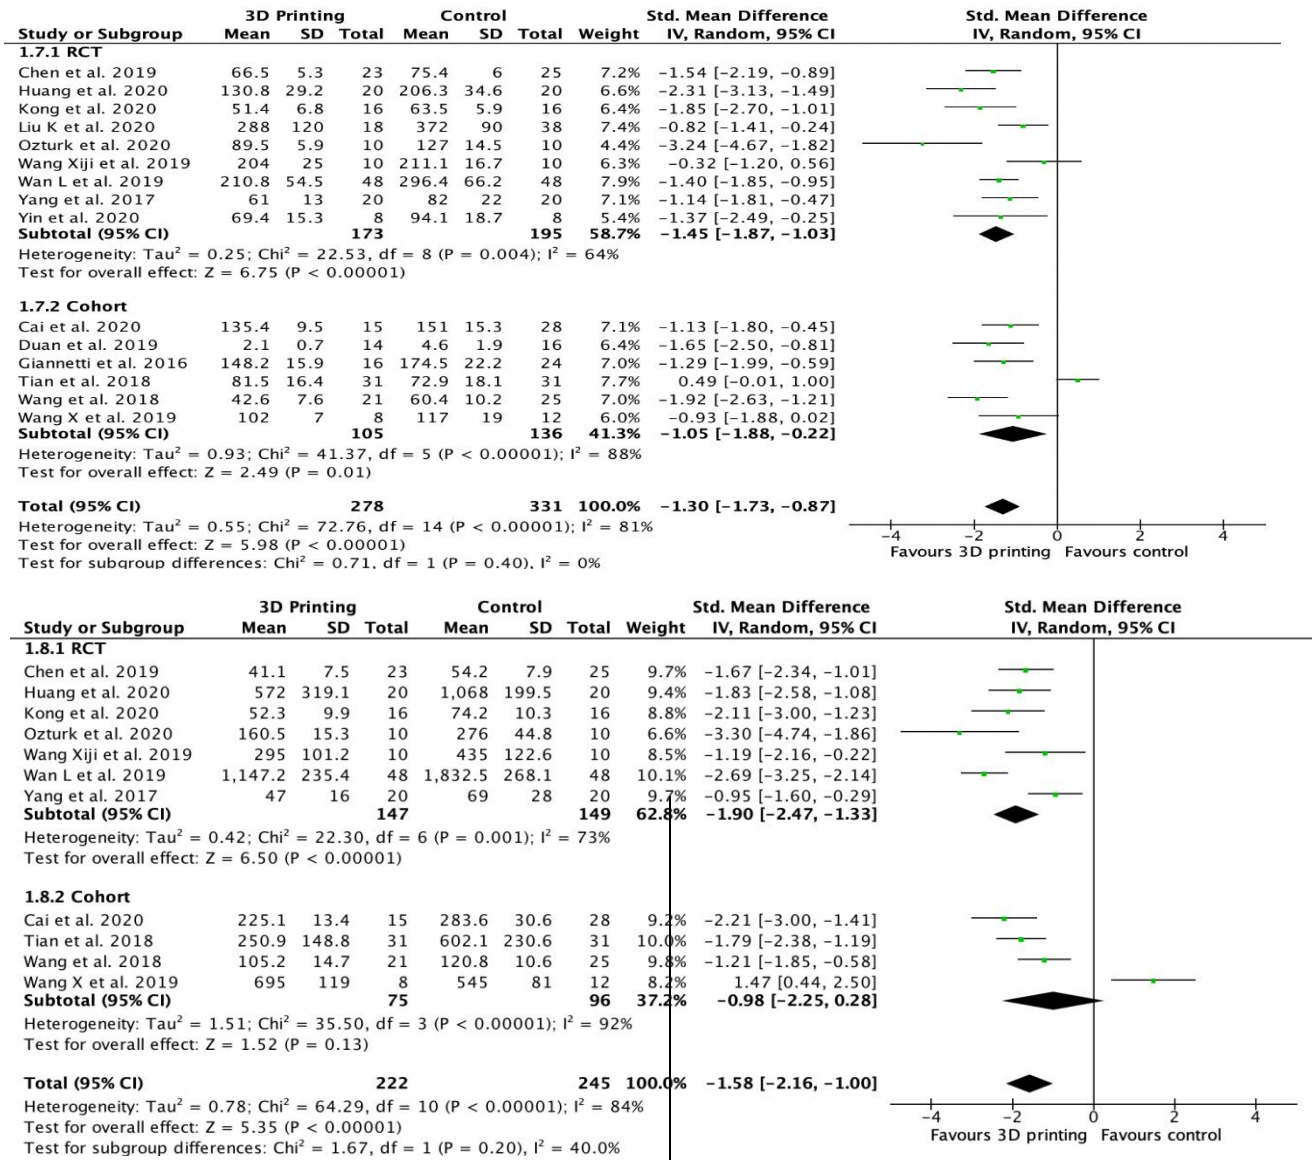 3D Printing Control Std. Mean Difference Std. Mean Difference
Study or Subgroup Mean SD Total Mean SD Total Weight IV, Random, 95% CI IV, Random, 95% CI
1.7.1 RCT
Chen et al. 2019 66.5 5.3 23 75.4 6 25 7.2% −1.54 [−2.19, −0.89]
Huang et al. 2020 130.8 29.2 20 206.3 34.6 20 6.6% −2.31 [−3.13, −1.49]
Kong et al. 2020 51.4 6.8 16 63.5 5.9 16 6.4% −1.85 [−2.70, −1.01]
Liu K et al. 2020 288 120 18 372 90 38 7.4% −0.82 [−1.41, −0.24]
Ozturk et al. 2020 89.5 5.9 10 127 14.5 10 4.4% −3.24 [−4.67, −1.82]
Wang Xiji et al. 2019 204 25 10 211.1 16.7 10 6.3% −0.32 [−1.20, 0.56]
Wan L et al. 2019 210.8 54.5 48 296.4 66.2 48 7.9% −1.40 [−1.85, −0.95]
Yang et al. 2017 61 13 20 82 22 20 7.1% −1.14 [−1.81, −0.47]
Yin et al. 2020 69.4 15.3 8 94.1 18.7 8 5.4% −1.37 [−2.49, −0.25]
Subtotal (95% CI) 173 195 58.7% −1.45 [−1.87, −1.03]
Heterogeneity: Tau² = 0.25; Chi² = 22.53, df = 8 (P = 0.004); I² = 64%
Test for overall effect: Z = 6.75 (P < 0.00001)
1.7.2 Cohort
Cai et al. 2020 135.4 9.5 15 151 15.3 28 7.1% −1.13 [−1.80, −0.45]
Duan et al. 2019 2.1 0.7 14 4.6 1.9 16 6.4% −1.65 [−2.50, −0.81]
Giannetti et al. 2016 148.2 15.9 16 174.5 22.2 24 7.0% −1.29 [−1.99, −0.59]
Tian et al. 2018 81.5 16.4 31 72.9 18.1 31 7.7% 0.49 [−0.01, 1.00]
Wang et al. 2018 42.6 7.6 21 60.4 10.2 25 7.0% −1.92 [−2.63, −1.21]
Wang X et al. 2019 102 7 8 117 19 12 6.0% −0.93 [−1.88, 0.02]
Subtotal (95% CI) 105 136 41.3% −1.05 [−1.88, −0.22]
Heterogeneity: Tau² = 0.93; Chi² = 41.37, df = 5 (P < 0.00001); I² = 88%
Test for overall effect: Z = 2.49 (P = 0.01)
Total (95% CI) 278 331 100.0% −1.30 [−1.73, −0.87]
Heterogeneity: Tau² = 0.55; Chi² = 72.76, df = 14 (P < 0.00001); I² = 81%
Test for overall effect: Z = 5.98 (P < 0.00001)
Test for subgroup differences: Chi² = 0.71, df = 1 (P = 0.40), I² = 0%
−4 −2 0 2 4
Favours 3D printing Favours control
3D Printing Control Std. Mean Difference Std. Mean Difference
Study or Subgroup Mean SD Total Mean SD Total Weight IV, Random, 95% CI IV, Random, 95% CI
1.8.1 RCT
Chen et al. 2019 41.1 7.5 23 54.2 7.9 25 9.7% −1.67 [−2.34, −1.01]
Huang et al. 2020 572 319.1 20 1,068 199.5 20 9.4% −1.83 [−2.58, −1.08]
Kong et al. 2020 52.3 9.9 16 74.2 10.3 16 8.8% −2.11 [−3.00, −1.23]
Ozturk et al. 2020 160.5 15.3 10 276 44.8 10 6.6% −3.30 [−4.74, −1.86]
Wang Xiji et al. 2019 295 101.2 10 435 122.6 10 8.5% −1.19 [−2.16, −0.22]
Wan L et al. 2019 1,147.2 235.4 48 1,832.5 268.1 48 10.1% −2.69 [−3.25, −2.14]
Yang et al. 2017 47 16 20 69 28 20 9.7% −0.95 [−1.60, −0.29]
Subtotal (95% CI) 147 149 62.8% −1.90 [−2.47, −1.33]
Heterogeneity: Tau² = 0.42; Chi² = 22.30, df = 6 (P = 0.001); I² = 73%
Test for overall effect: Z = 6.50 (P < 0.00001)
1.8.2 Cohort
Cai et al. 2020 225.1 13.4 15 283.6 30.6 28 9.2% −2.21 [−3.00, −1.41]
Tian et al. 2018 250.9 148.8 31 602.1 230.6 31 10.0% −1.79 [−2.38, −1.19]
Wang et al. 2018 105.2 14.7 21 120.8 10.6 25 9.8% −1.21 [−1.85, −0.58]
Wang X et al. 2019 695 119 8 545 81 12 8.2% 1.47 [0.44, 2.50]
Subtotal (95% CI) 75 96 37.2% −0.98 [−2.25, 0.28]
Heterogeneity: Tau² = 1.51; Chi² = 35.50, df = 3 (P < 0.00001); I² = 92%
Test for overall effect: Z = 1.52 (P = 0.13)
Total (95% CI) 222 245 100.0% −1.58 [−2.16, −1.00]
Heterogeneity: Tau² = 0.78; Chi² = 64.29, df = 10 (P < 0.00001); I² = 84%
Test for overall effect: Z = 5.35 (P < 0.00001)
Test for subgroup differences: Chi² = 1.67, df = 1 (P = 0.20), I² = 40.0%
−4 −2 0 2 4
Favours 3D printing Favours control